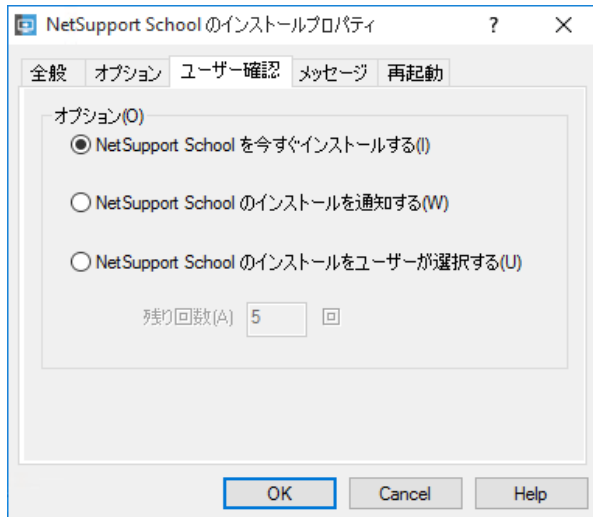 NetSupport School のインストールプロパティ ?
全般 オプション ユーザー確認 メッセージ 再起動
オプション(O)
NetSupport School を今すぐインストールする(I)
NetSupport School のインストールを通知する(W)
NetSupport School のインストールをユーザーが選択する(U)
残り回数(A) 5 回
OK Cancel Help